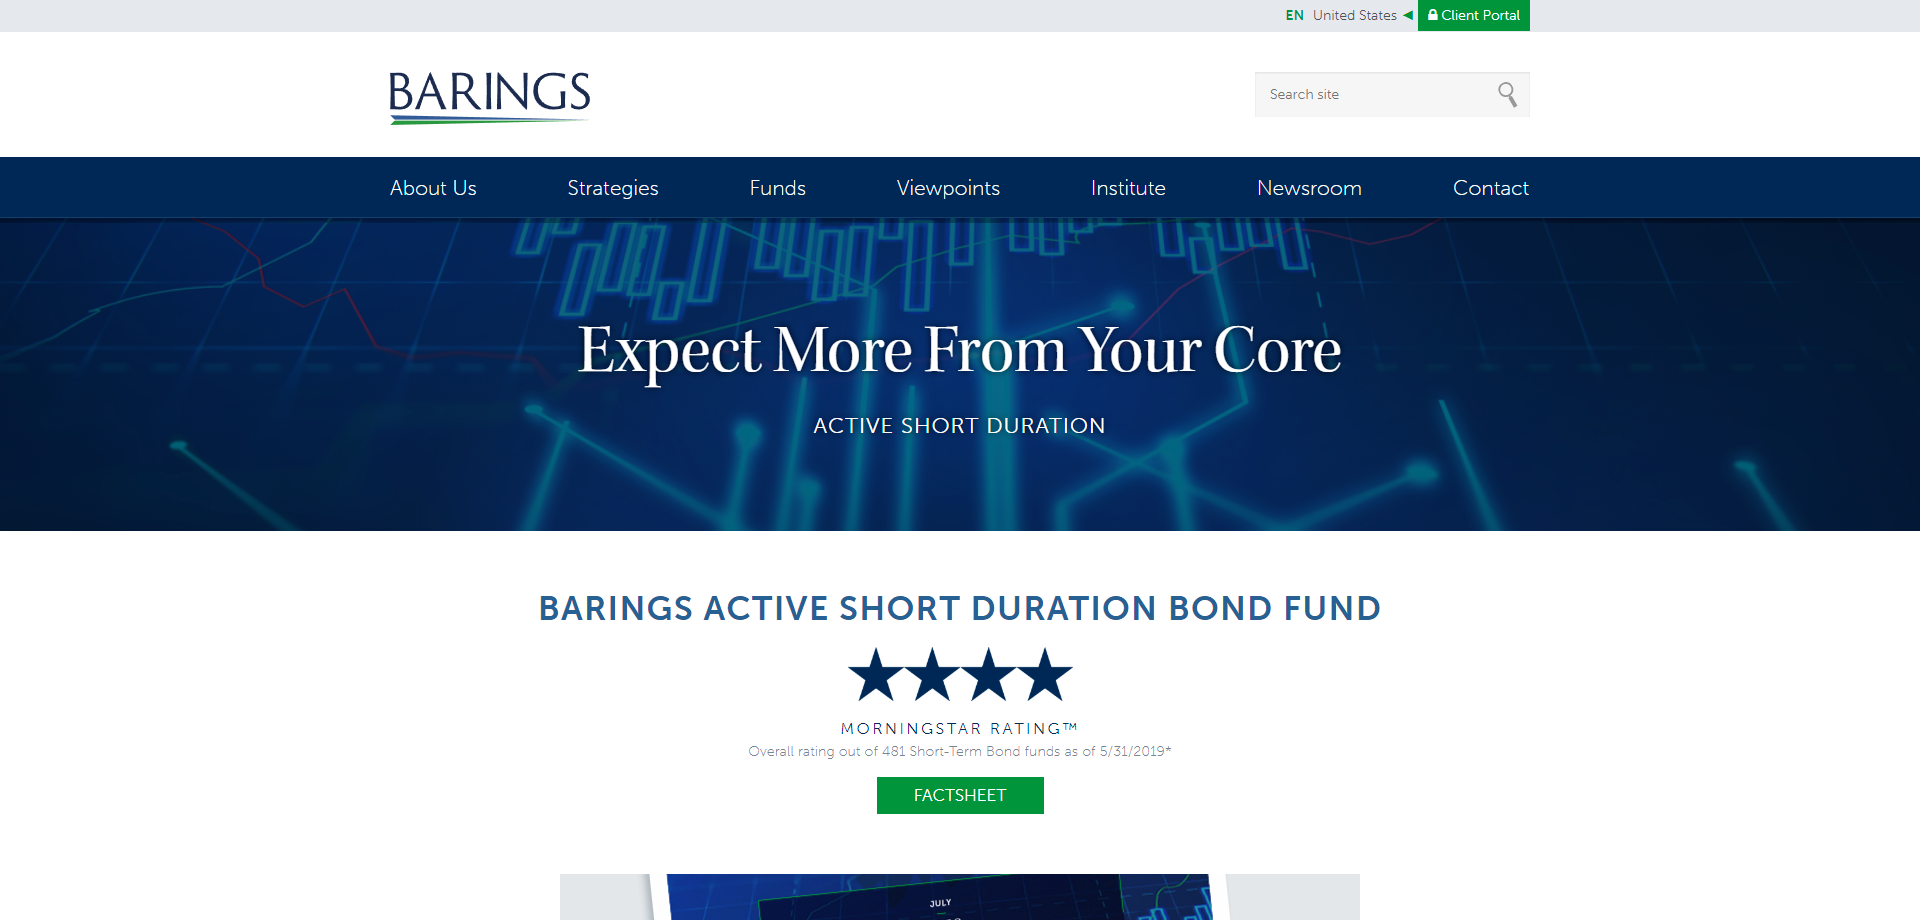 EN United States Client Portal
BARINGS
Search site
About Us Strategies Funds Viewpoints Institute Newsroom Contact
Expect More From Your Core
ACTIVE SHORT DURATION
BARINGS ACTIVE SHORT DURATION BOND FUND
MORNINGSTAR RATING™
Overall rating out of 481 Short-Term Bond funds as of 5/31/2019*
FACTSHEET
JULY